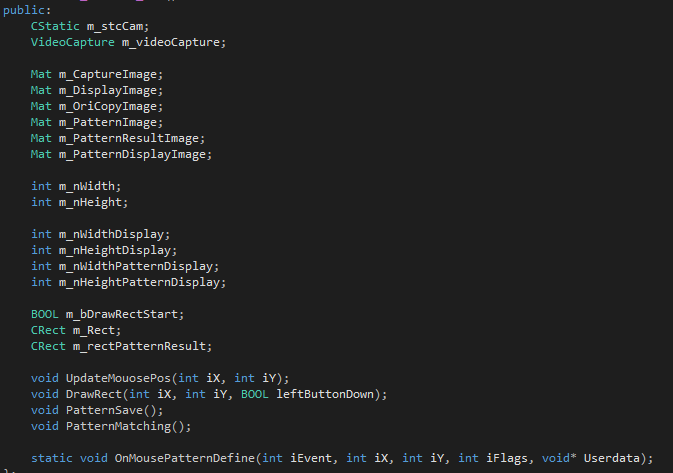 public:
CStatic m_stcCam;
VideoCapture m_videoCapture;
Mat m_CaptureImage;
Mat m_DisplayImage;
Mat m_OriCopyImage;
Mat m_PatternImage;
Mat m_PatternResultImage;
Mat m_PatternDisplayImage;
int m_nWidth;
int m_nHeight;
int m_nWidthDisplay;
int m_nHeightDisplay;
int m_nWidthPatternDisplay;
int m_nHeightPatternDisplay;
BOOL m_bDrawRectStart;
CRect m_Rect;
CRect m_rectPatternResult;
void UpdateMouosePos(int iX, int iY);
void DrawRect(int iX, int iY, BOOL leftButtonDown);
void PatternSave();
void PatternMatching();
static void OnMousePatternDefine(int iEvent, int iX, int iY, int iFlags, void* Userdata);